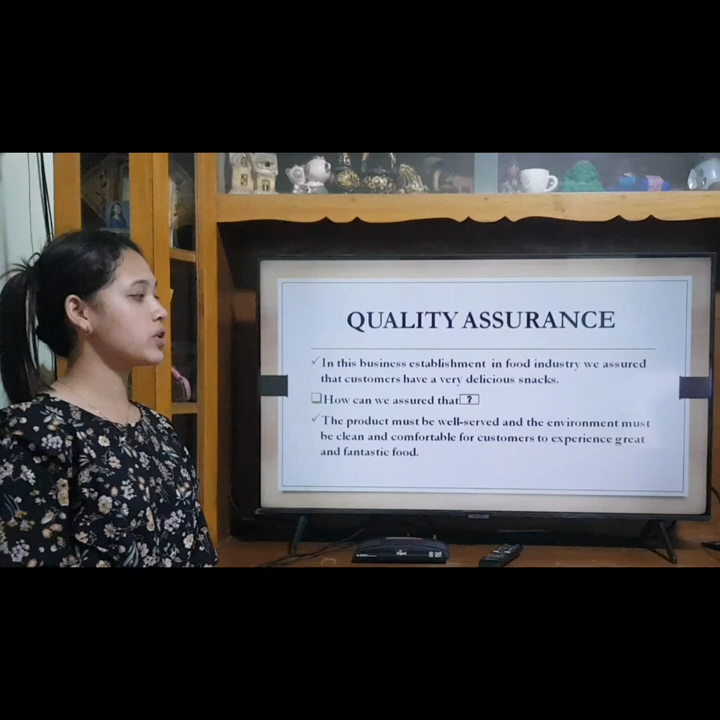 QUALITY ASSURANCE
In this business establishment in food industry we assured
that customers have a very delicious snacks.
How can we assured that?
The product must be well-served and the environment must
be clean and comfortable for customers to experience great
and fantastic food.